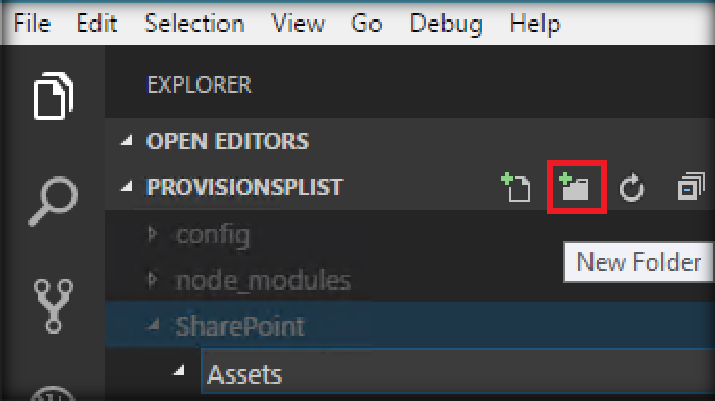 File Edit Selection View Go Debug Help
EXPLORER
OPEN EDITORS
PROVISIONSPLIST
config
New Folder
node_modules
SharePoint
Assets